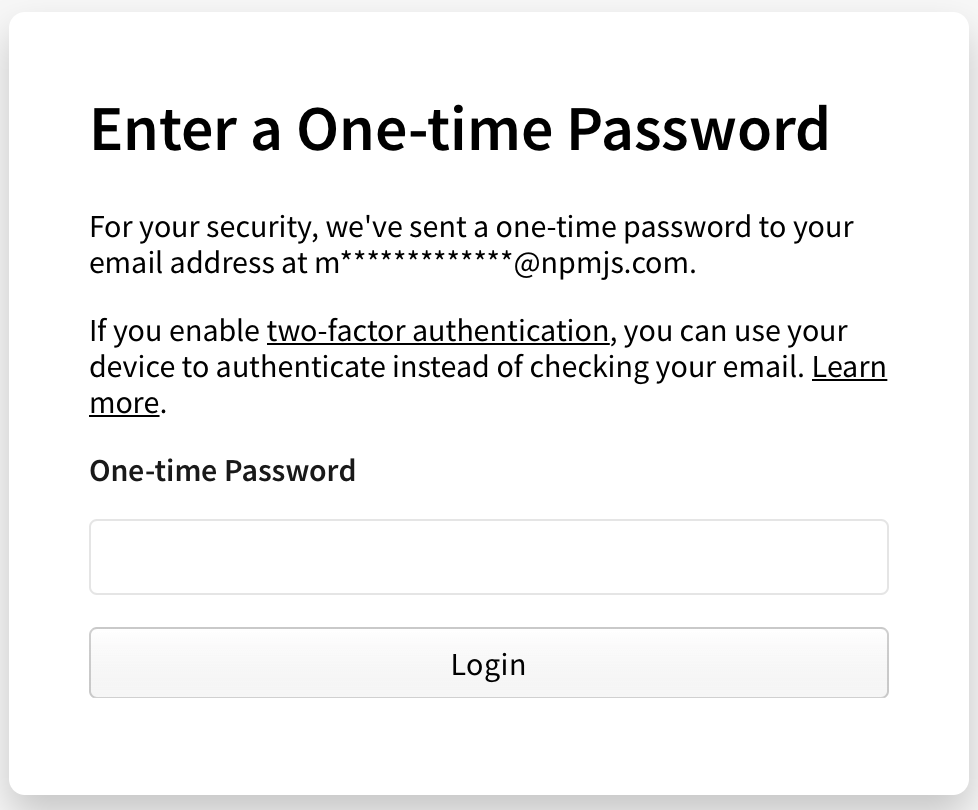 Enter a One-time Password
For your security, we've sent a one-time password to your
email address at m*************@npmjs.com.
If you enable two-factor authentication, you can use your
device to authenticate instead of checking your email. Learn
more.
One-time Password
Login